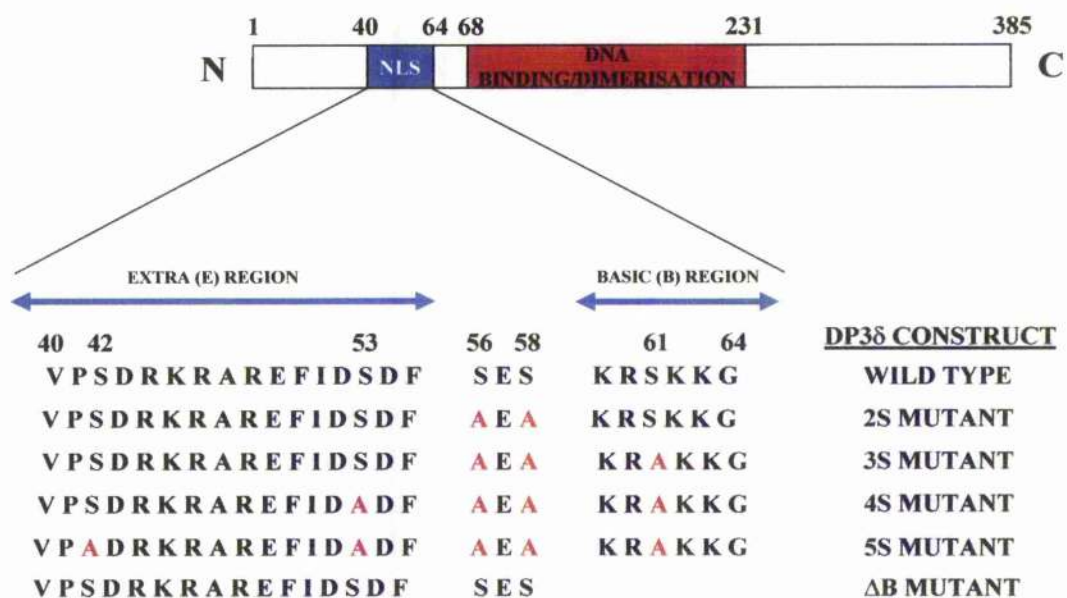 1 40 64 68 231 385
N NLS DNA BINDING/DIMERISATION C
EXTRA (E) REGION BASIC (B) REGION
40 42 53 56 58 61 64 DP3δ CONSTRUCT
V P S D R K R A R E F I D S D F S E S K R S K K G WILD TYPE
V P S D R K R A R E F I D S D F A E A K R S K K G 2S MUTANT
V P S D R K R A R E F I D S D F A E A K R A K K G 3S MUTANT
V P S D R K R A R E F I D A D F A E A K R A K K G 4S MUTANT
V P A D R K R A R E F I D A D F A E A K R A K K G 5S MUTANT
V P S D R K R A R E F I D S D F S E S ΔB MUTANT